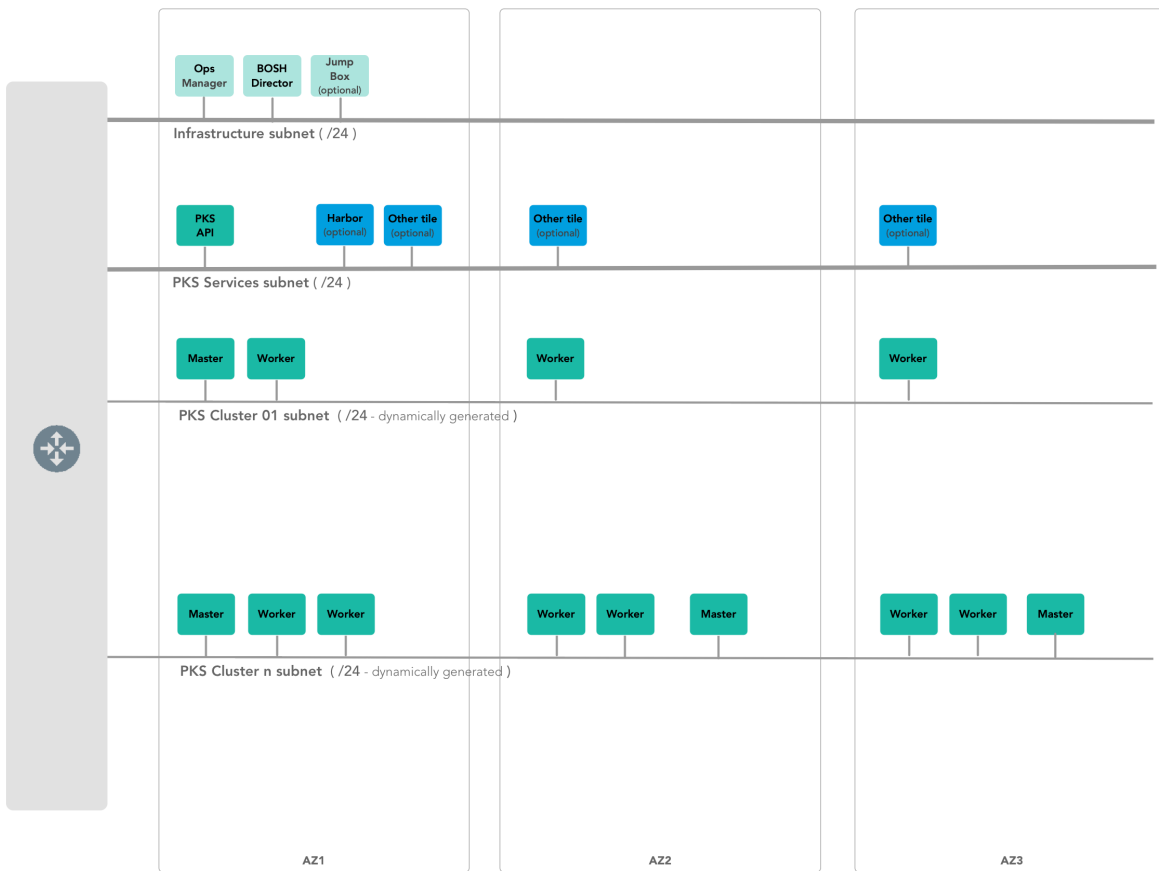 Ops
Manager
BOSH
Director
Jump
Box
(optional)
Infrastructure subnet ( /24 )
PKS
API
Harbor
(optional)
Other tile
(optional)
Other tile
(optional)
Other tile
(optional)
PKS Services subnet ( /24 )
Master
Worker
Worker
Worker
PKS Cluster 01 subnet ( /24 - dynamically generated )
Master
Worker
Worker
Worker
Worker
Master
Worker
Worker
Master
PKS Cluster n subnet ( /24 - dynamically generated )
AZ1
AZ2
AZ3